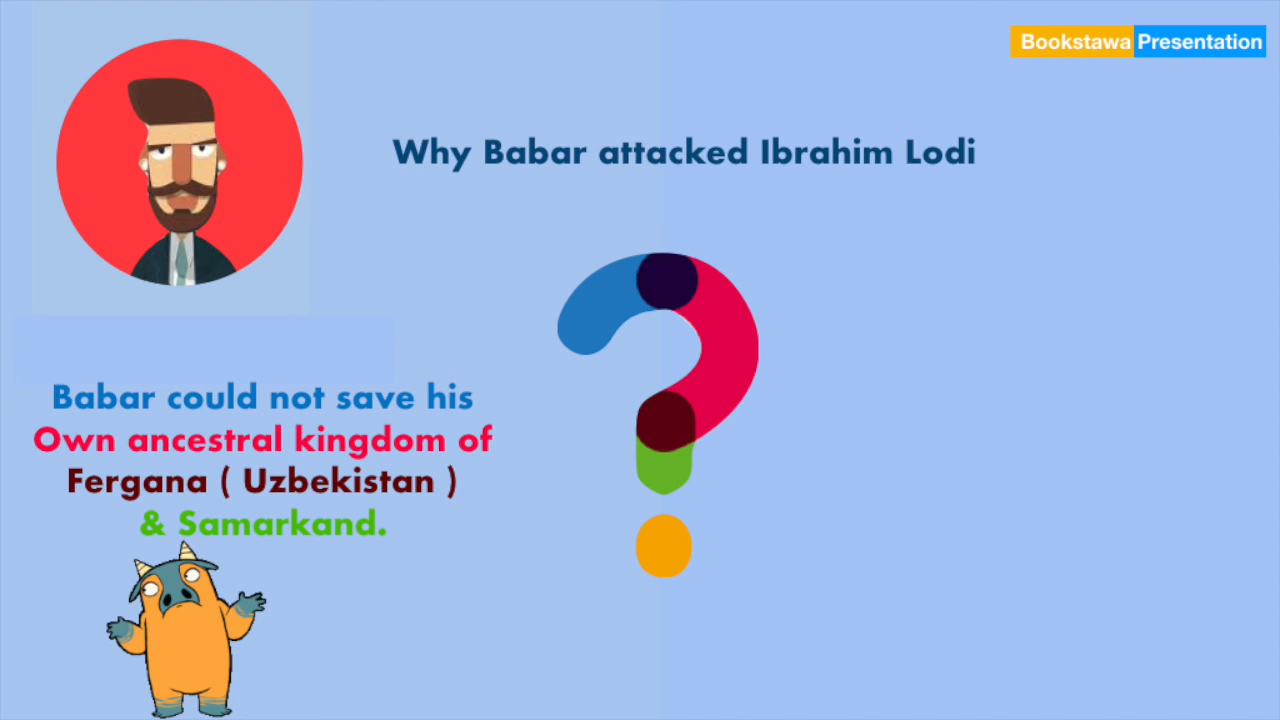 Bookstawa Presentation
Why Babar attacked Ibrahim Lodi
Babar could not save his
Own ancestral kingdom of
Fergana ( Uzbekistan )
& Samarkand.